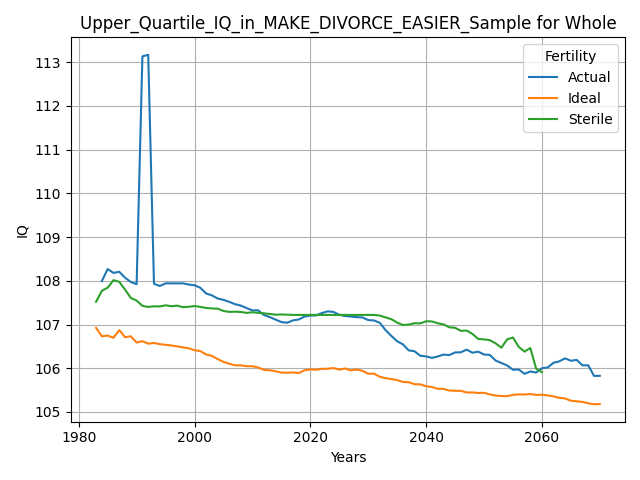 Upper_Quartile_IQ_in_MAKE_DIVORCE_EASIER_Sample for Whole
Fertility
Actual
Ideal
Sterile
113
112
111
110
109
108
107
106
105
IQ
1980
2000
2020
2040
2060
Years